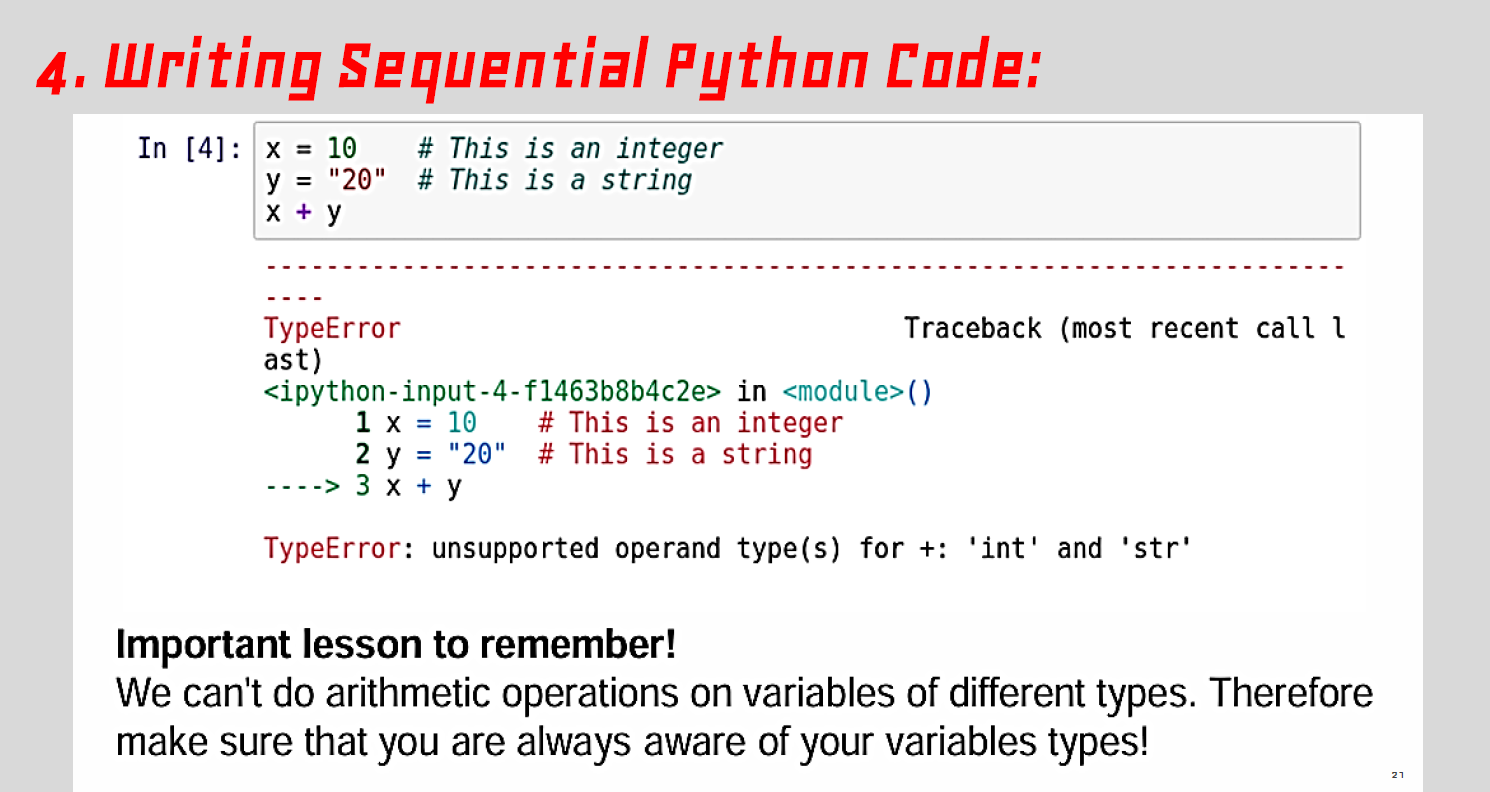 4. Writing Sequential Python Code:
In [4]: x = 10    # This is an integer
y = "20"  # This is a string
x + y
-----------------------------------------------------------------------
----
TypeError                                 Traceback (most recent call l
ast)
<ipython-input-4-f1463b8b4c2e> in <module>()
      1 x = 10    # This is an integer
      2 y = "20"  # This is a string
----> 3 x + y
TypeError: unsupported operand type(s) for +: 'int' and 'str'
Important lesson to remember!
We can't do arithmetic operations on variables of different types. Therefore
make sure that you are always aware of your variables types!
21